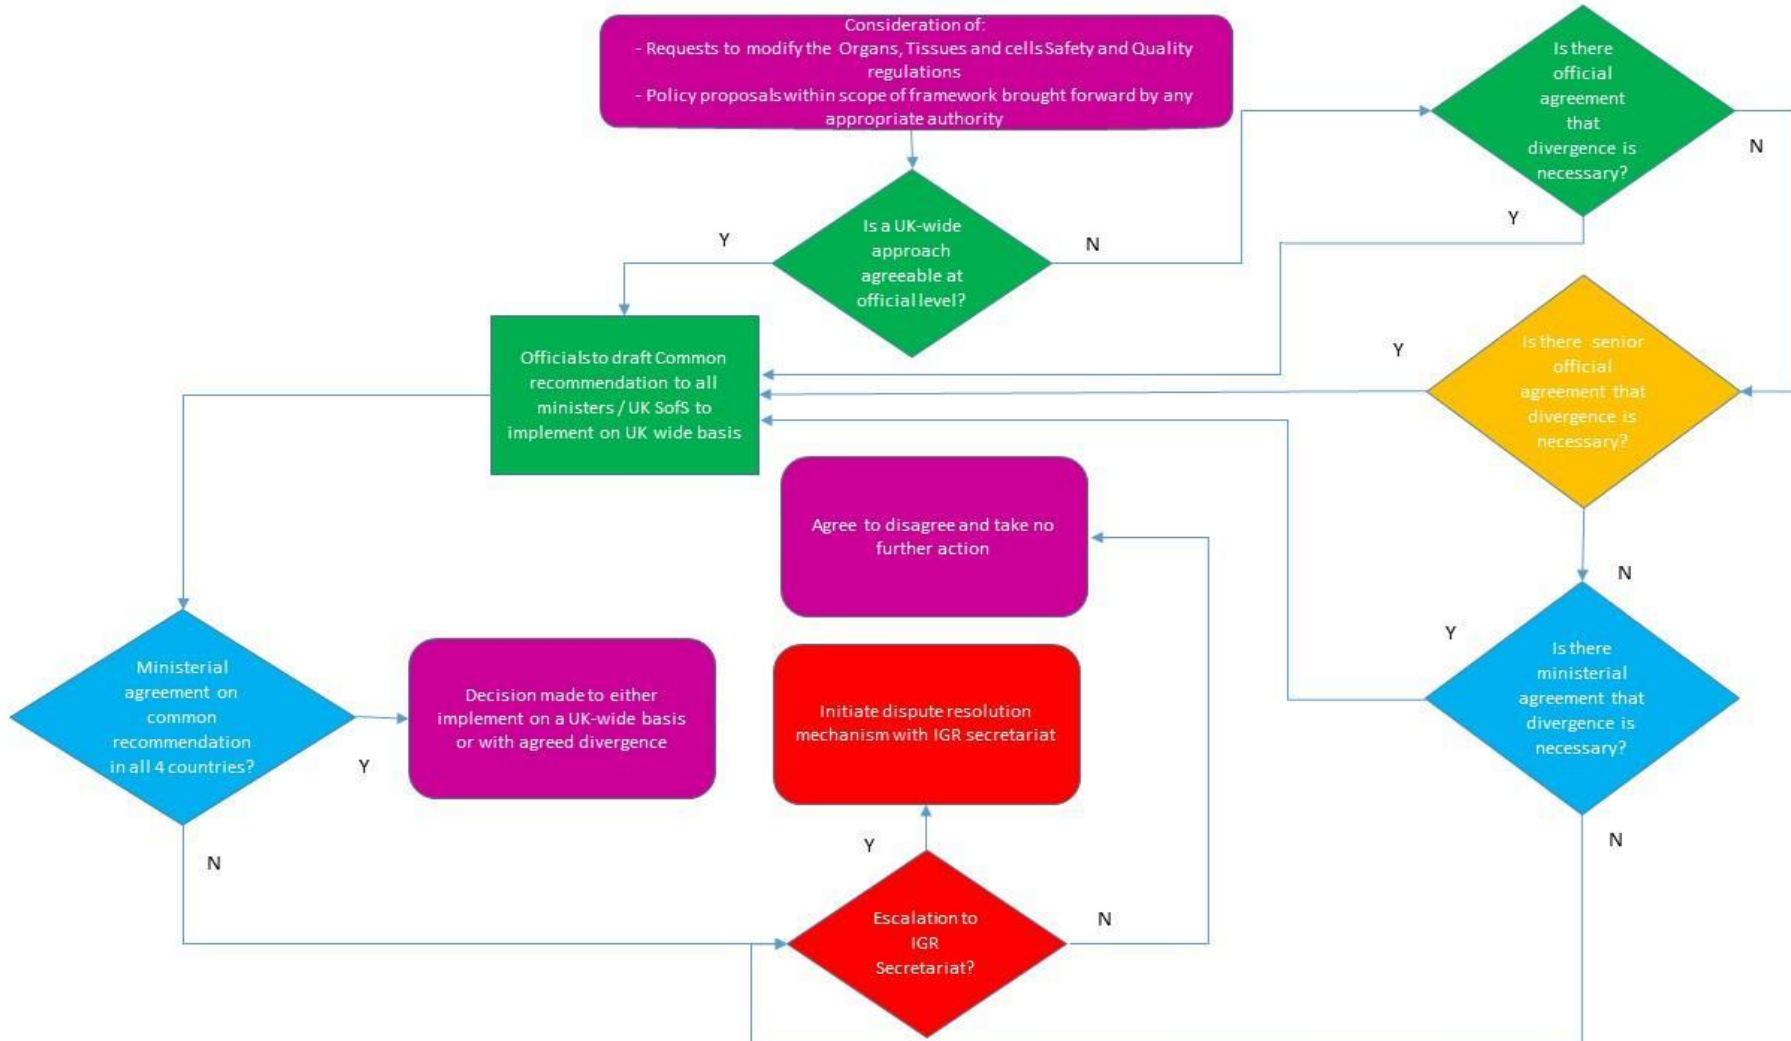 Consideration of:
- Requests to modify the Organs, Tissues and cells Safety and Quality
regulations
- Policy proposals within scope of framework brought forward by any
appropriate authority
Is there
official
agreement
that
divergence is
necessary?
N
Y
Is a UK-wide
approach
agreeable at
official level?
Y
N
Officials to draft Common
recommendation to all
ministers / UK SofS to
implement on UK wide basis
Is there senior
official
agreement that
divergence is
necessary?
Y
N
Agree to disagree and take no
further action
Is there
ministerial
agreement that
divergence is
necessary?
Y
N
Ministerial
agreement on
common
recommendation
in all 4 countries?
Y
N
Decision made to either
implement on a UK-wide basis
or with agreed divergence
Initiate dispute resolution
mechanism with IGR secretariat
Y
Escalation to
IGR
Secretariat?
N